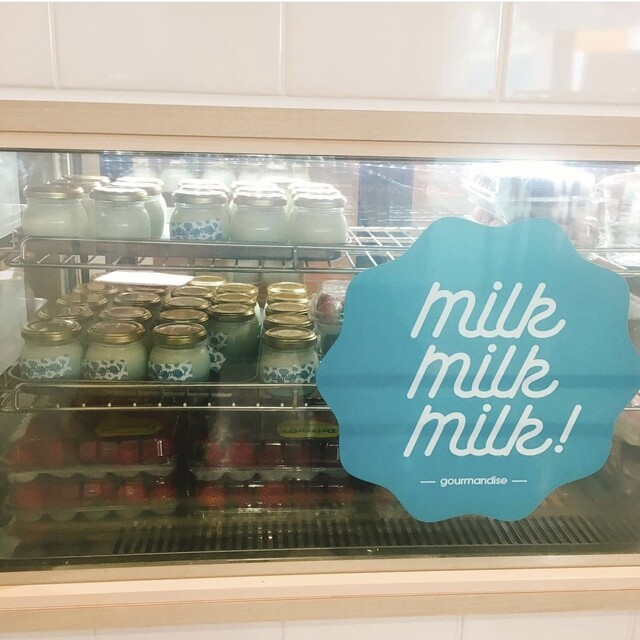 milk
milk
milk!
— gourmandise —